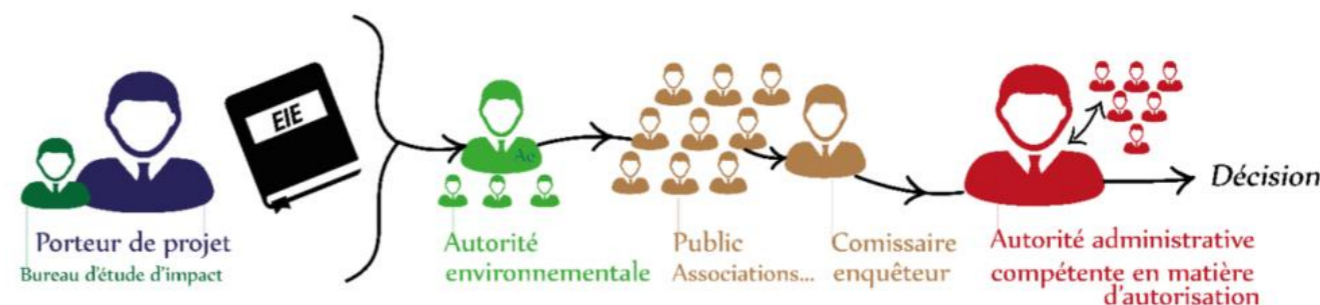 EIE
Ae
Décision
Porteur de projet
Bureau d'étude d'impact
Autorité
environnementale
Public
Associations...
Comissaire
enquêteur
Autorité administrative
compétente en matière
d'autorisation